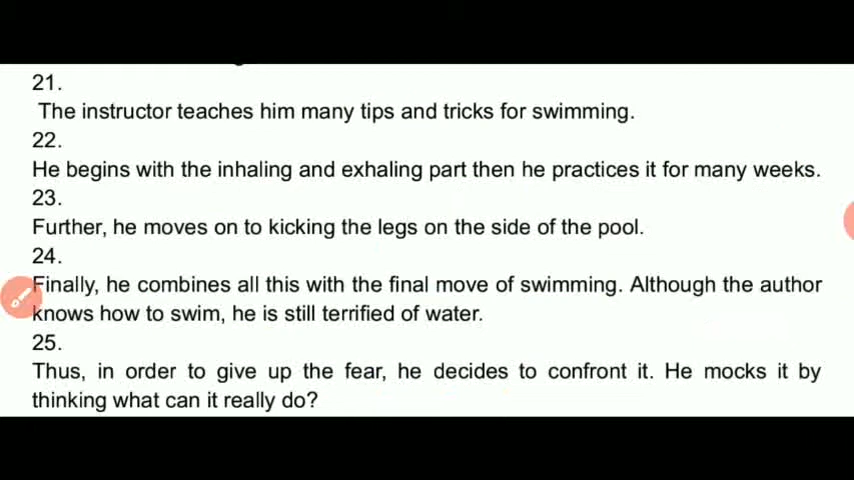 21.
The instructor teaches him many tips and tricks for swimming.
22.
He begins with the inhaling and exhaling part then he practices it for many weeks.
23.
Further, he moves on to kicking the legs on the side of the pool.
24.
Finally, he combines all this with the final move of swimming. Although the author
knows how to swim, he is still terrified of water.
25.
Thus, in order to give up the fear, he decides to confront it. He mocks it by
thinking what can it really do?